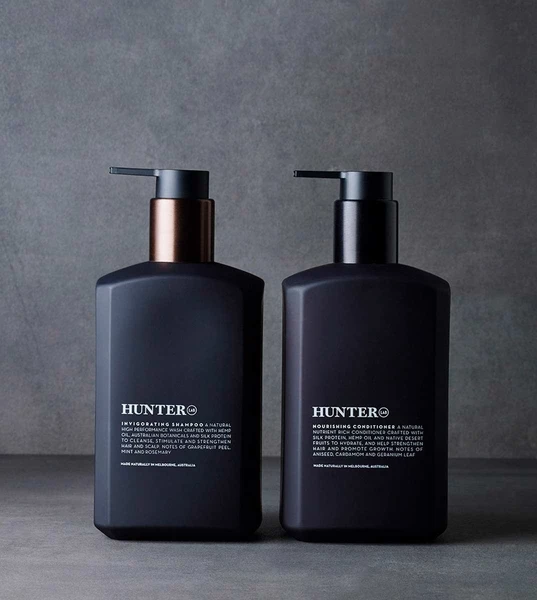 HUNTER LAB
INVIGORATING SHAMPOO A NATURAL
HIGH PERFORMANCE WASH CRAFTED WITH HEMP
OIL, AUSTRALIAN BOTANICALS AND SILK PROTEIN
TO CLEANSE, STIMULATE AND STRENGTHEN
HAIR AND SCALP. NOTES OF GRAPEFRUIT PEEL,
MINT AND ROSEMARY
MADE NATURALLY IN MELBOURNE, AUSTRALIA
HUNTER LAB
NOURISHING CONDITIONER A NATURAL
NUTRIENT RICH CONDITIONER CRAFTED WITH
SILK PROTEIN, HEMP OIL AND NATIVE DESERT
FRUITS TO HYDRATE, AND HELP STRENGTHEN
HAIR AND PROMOTE GROWTH. NOTES OF
ANISEED, CARDAMOM AND GERANIUM LEAF
MADE NATURALLY IN MELBOURNE, AUSTRALIA